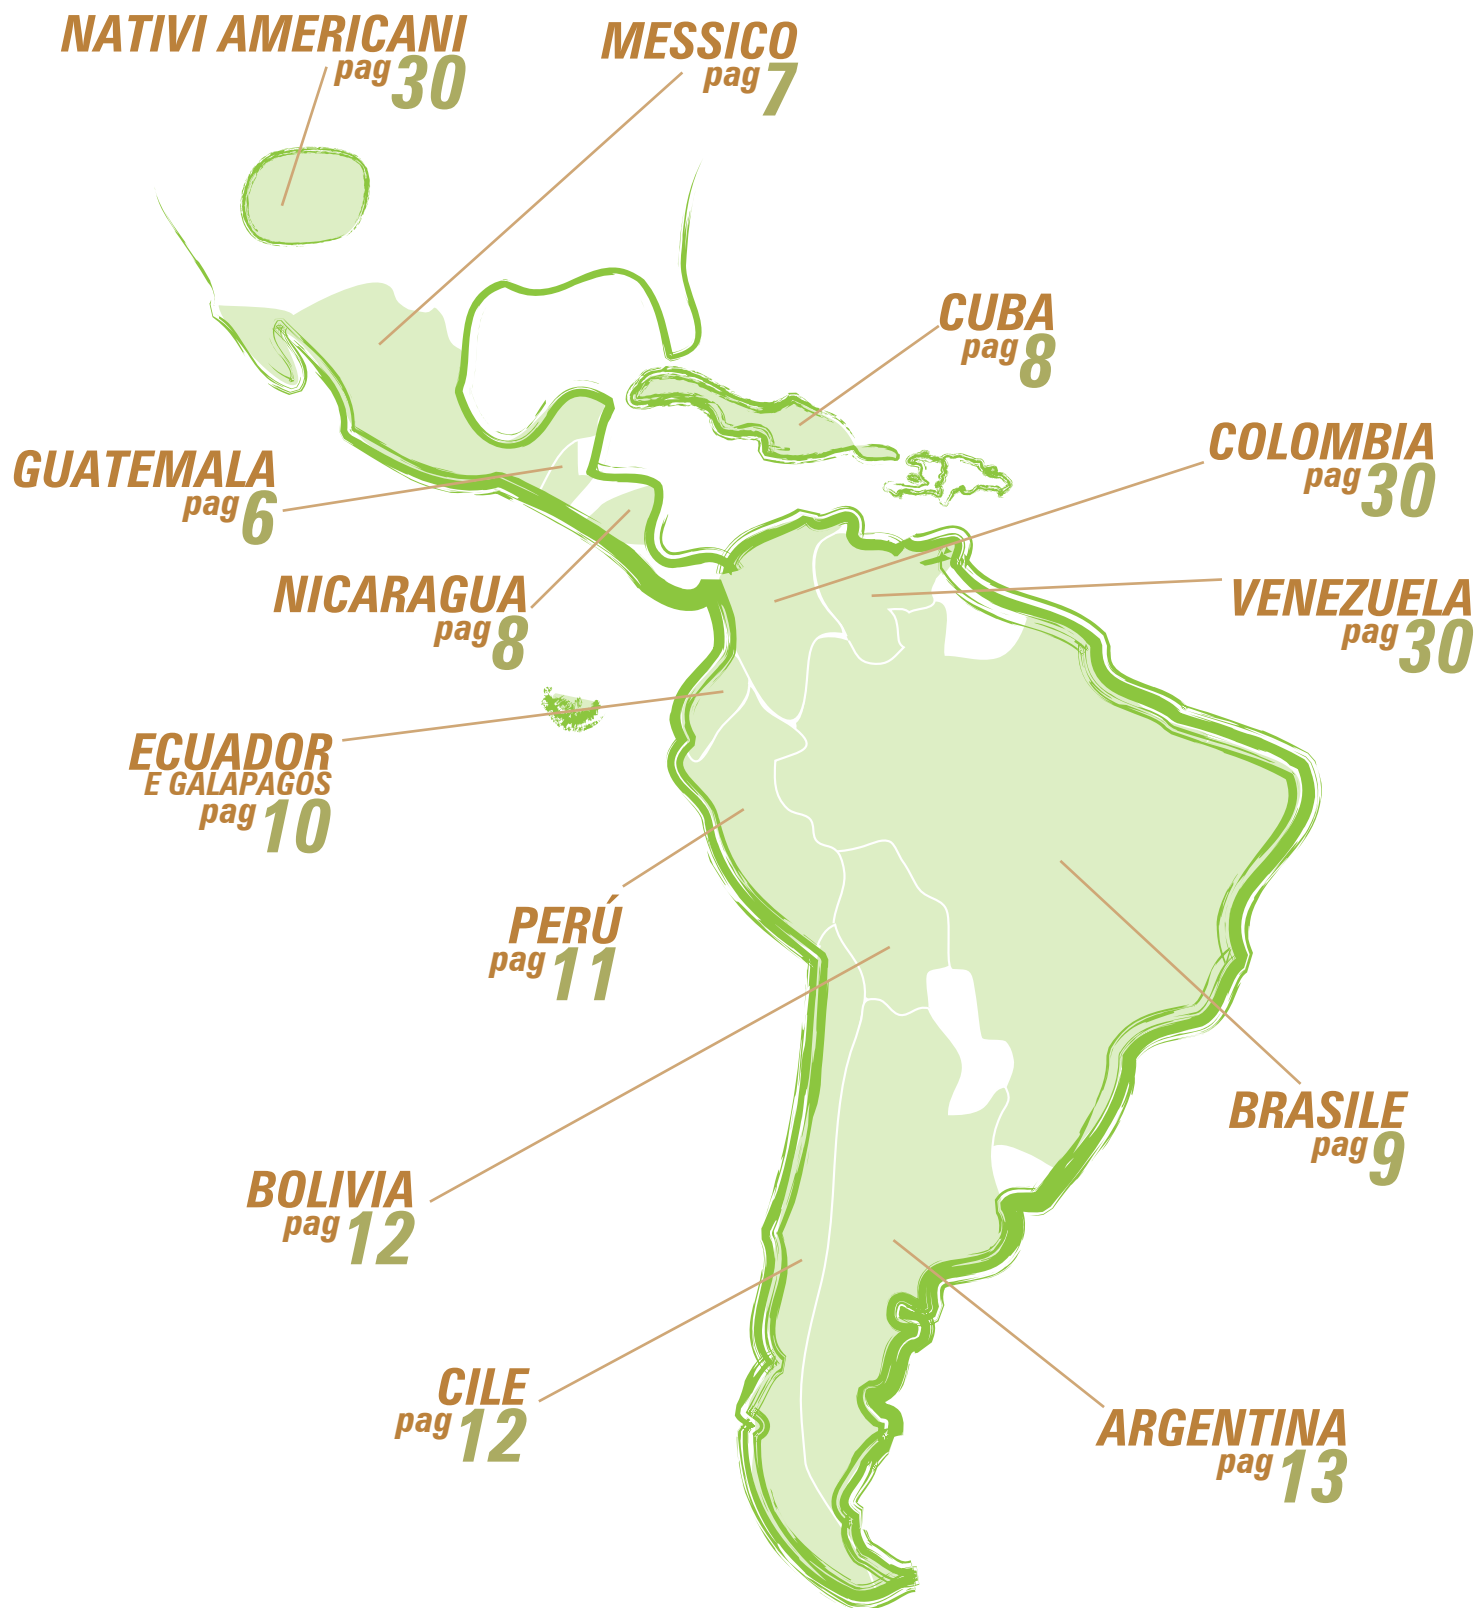 NATIVI AMERICANI
pag 30
MESSICO
pag 7
CUBA
pag 8
COLOMBIA
pag 30
GUATEMALA
pag 6
NICARAGUA
pag 8
VENEZUELA
pag 30
ECUADOR
E GALAPAGOS
pag 10
PERÚ
pag 11
BRASILE
pag 9
BOLIVIA
pag 12
CILE
pag 12
ARGENTINA
pag 13